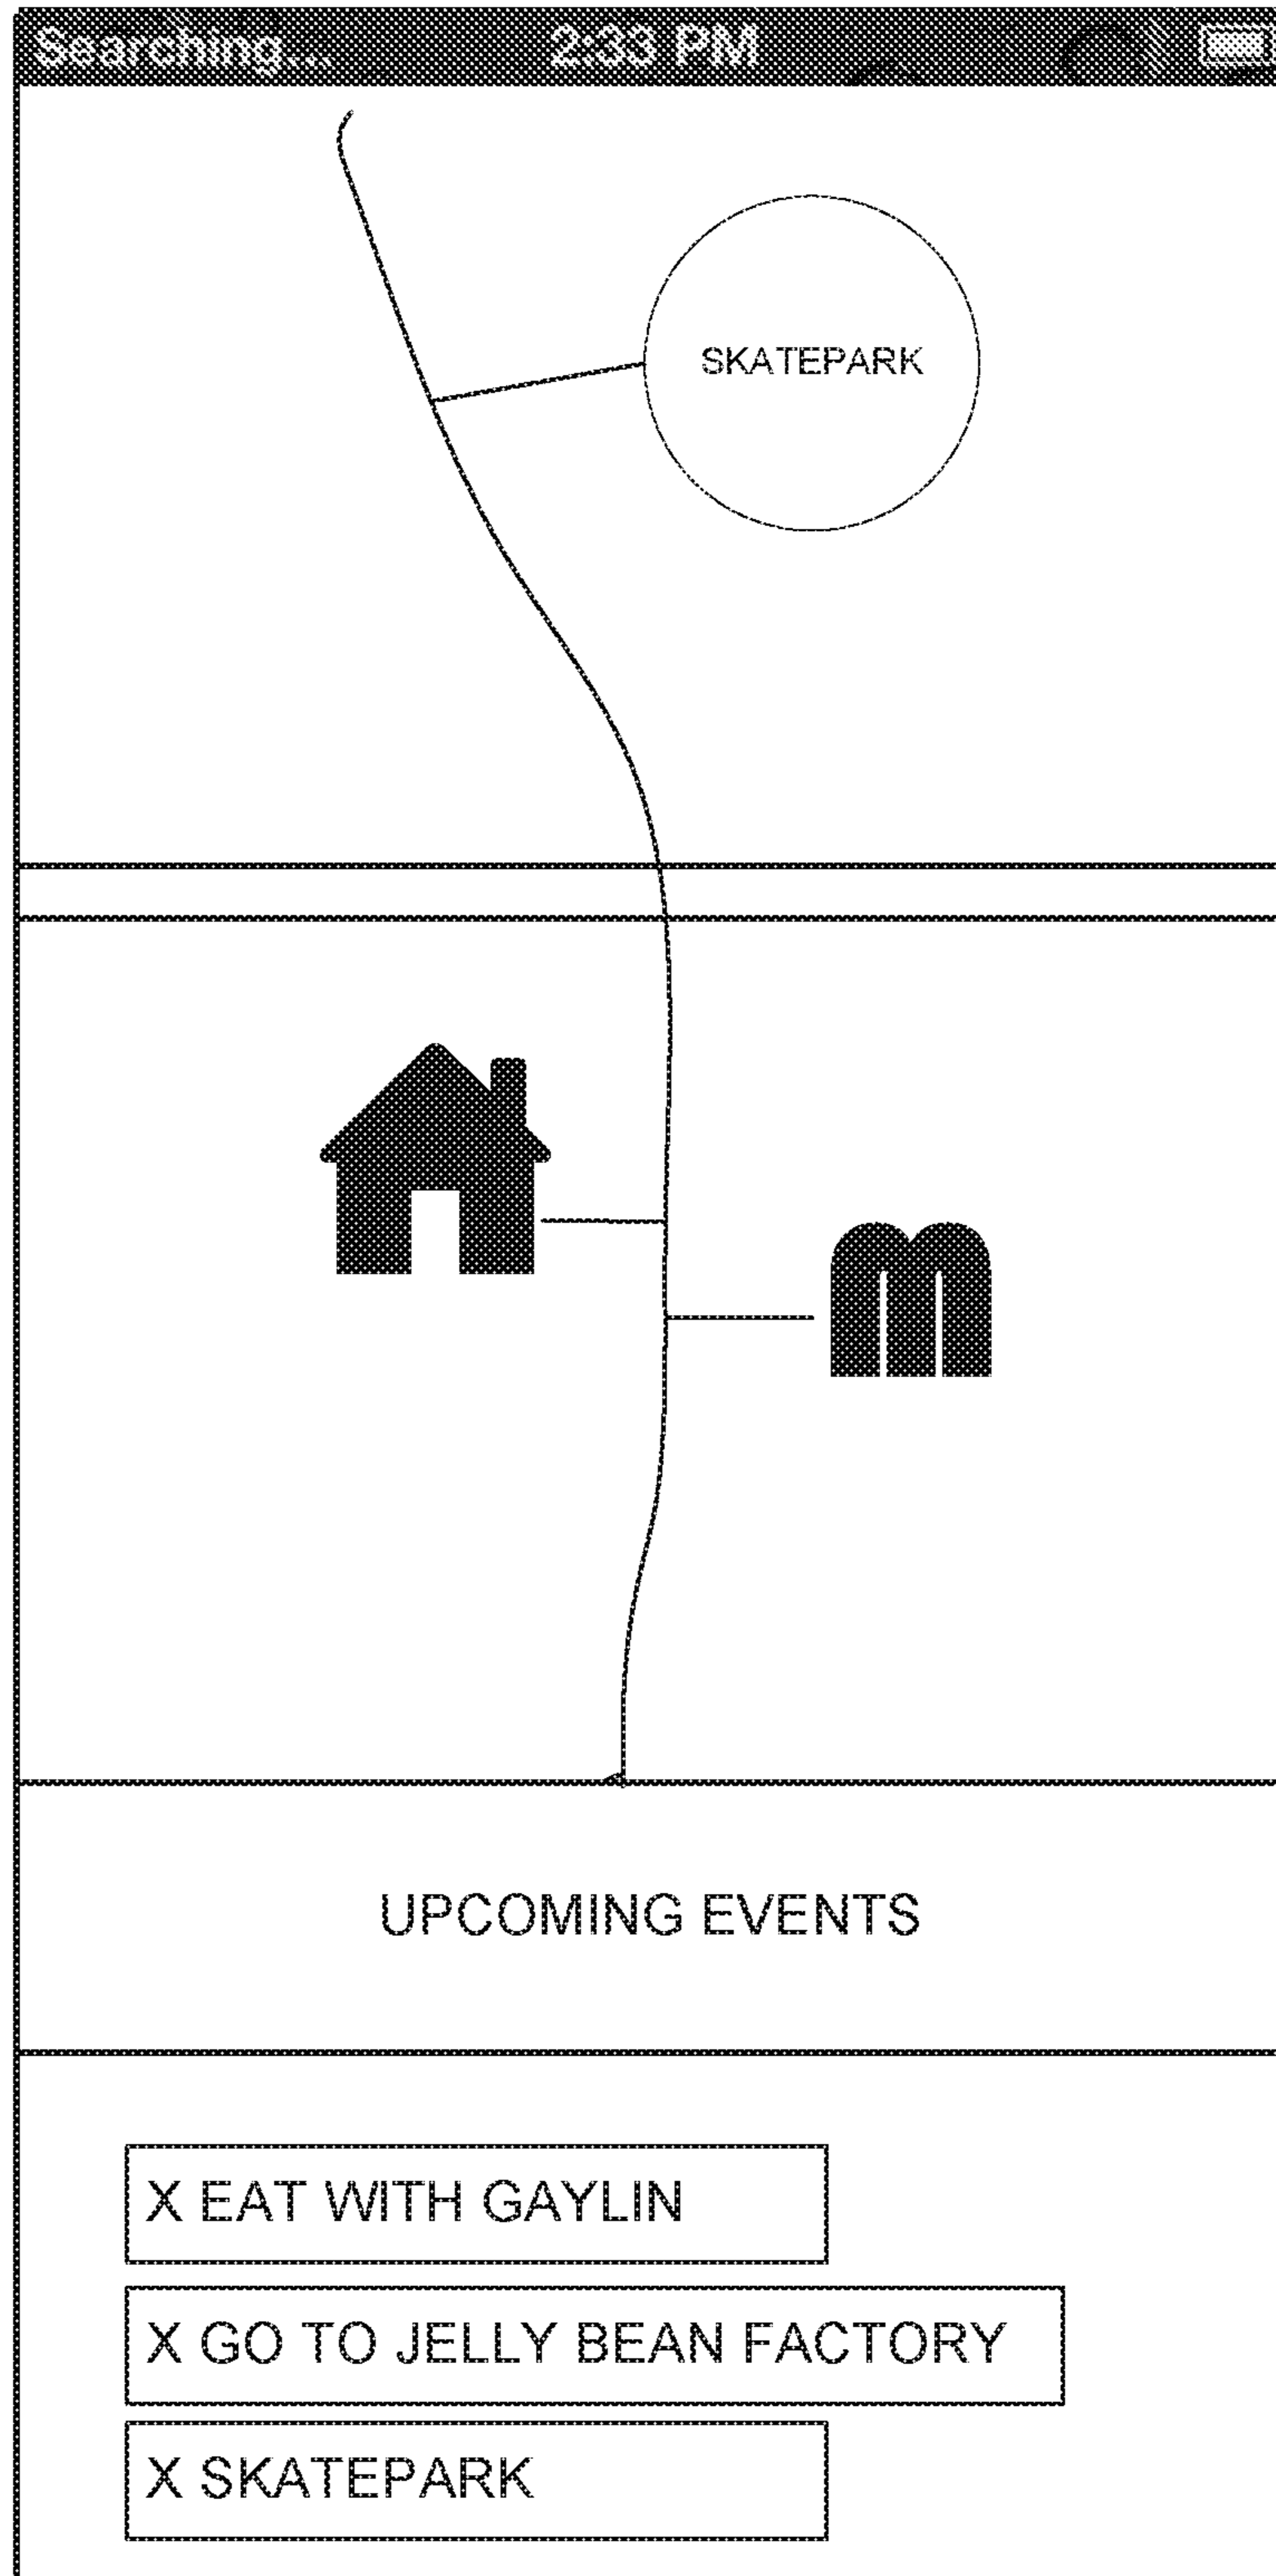 Searching...
2:33 PM
SKATEPARK
m
UPCOMING EVENTS
X EAT WITH GAYLIN
X GO TO JELLY BEAN FACTORY
X SKATEPARK